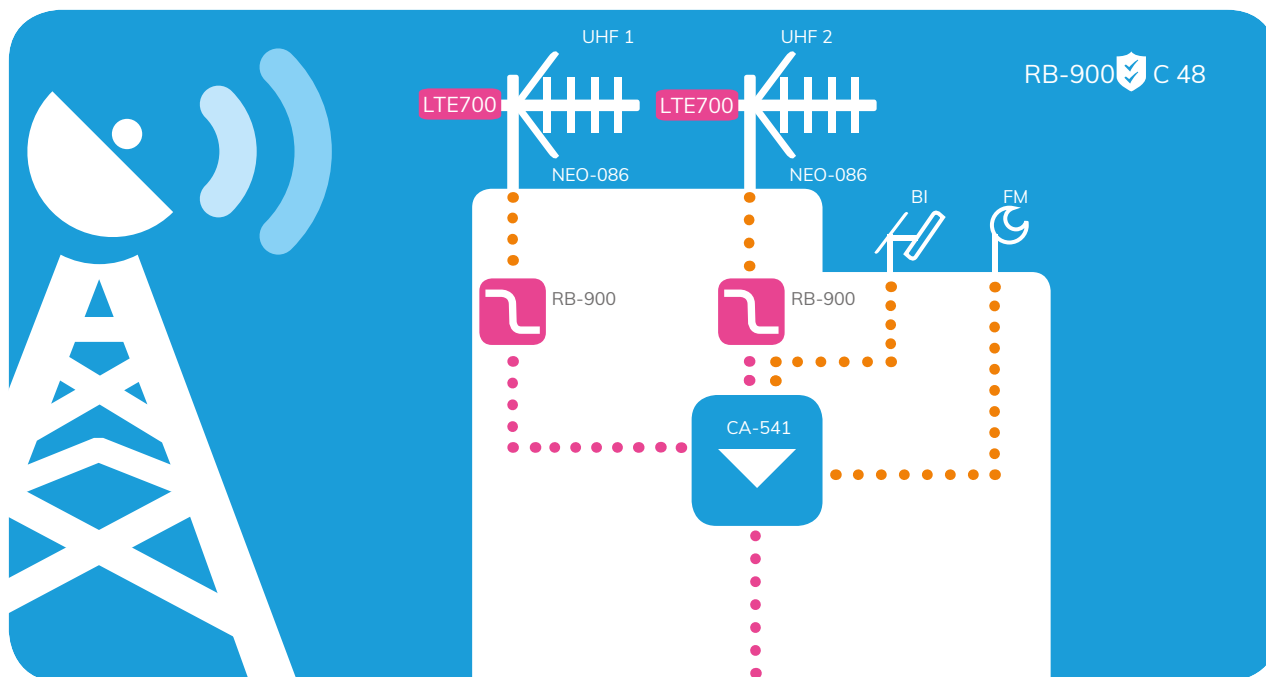 UHF 1
UHF 2
RB-900 C 48
LTE700
LTE700
NEO-086
NEO-086
BI
FM
RB-900
RB-900
CA-541